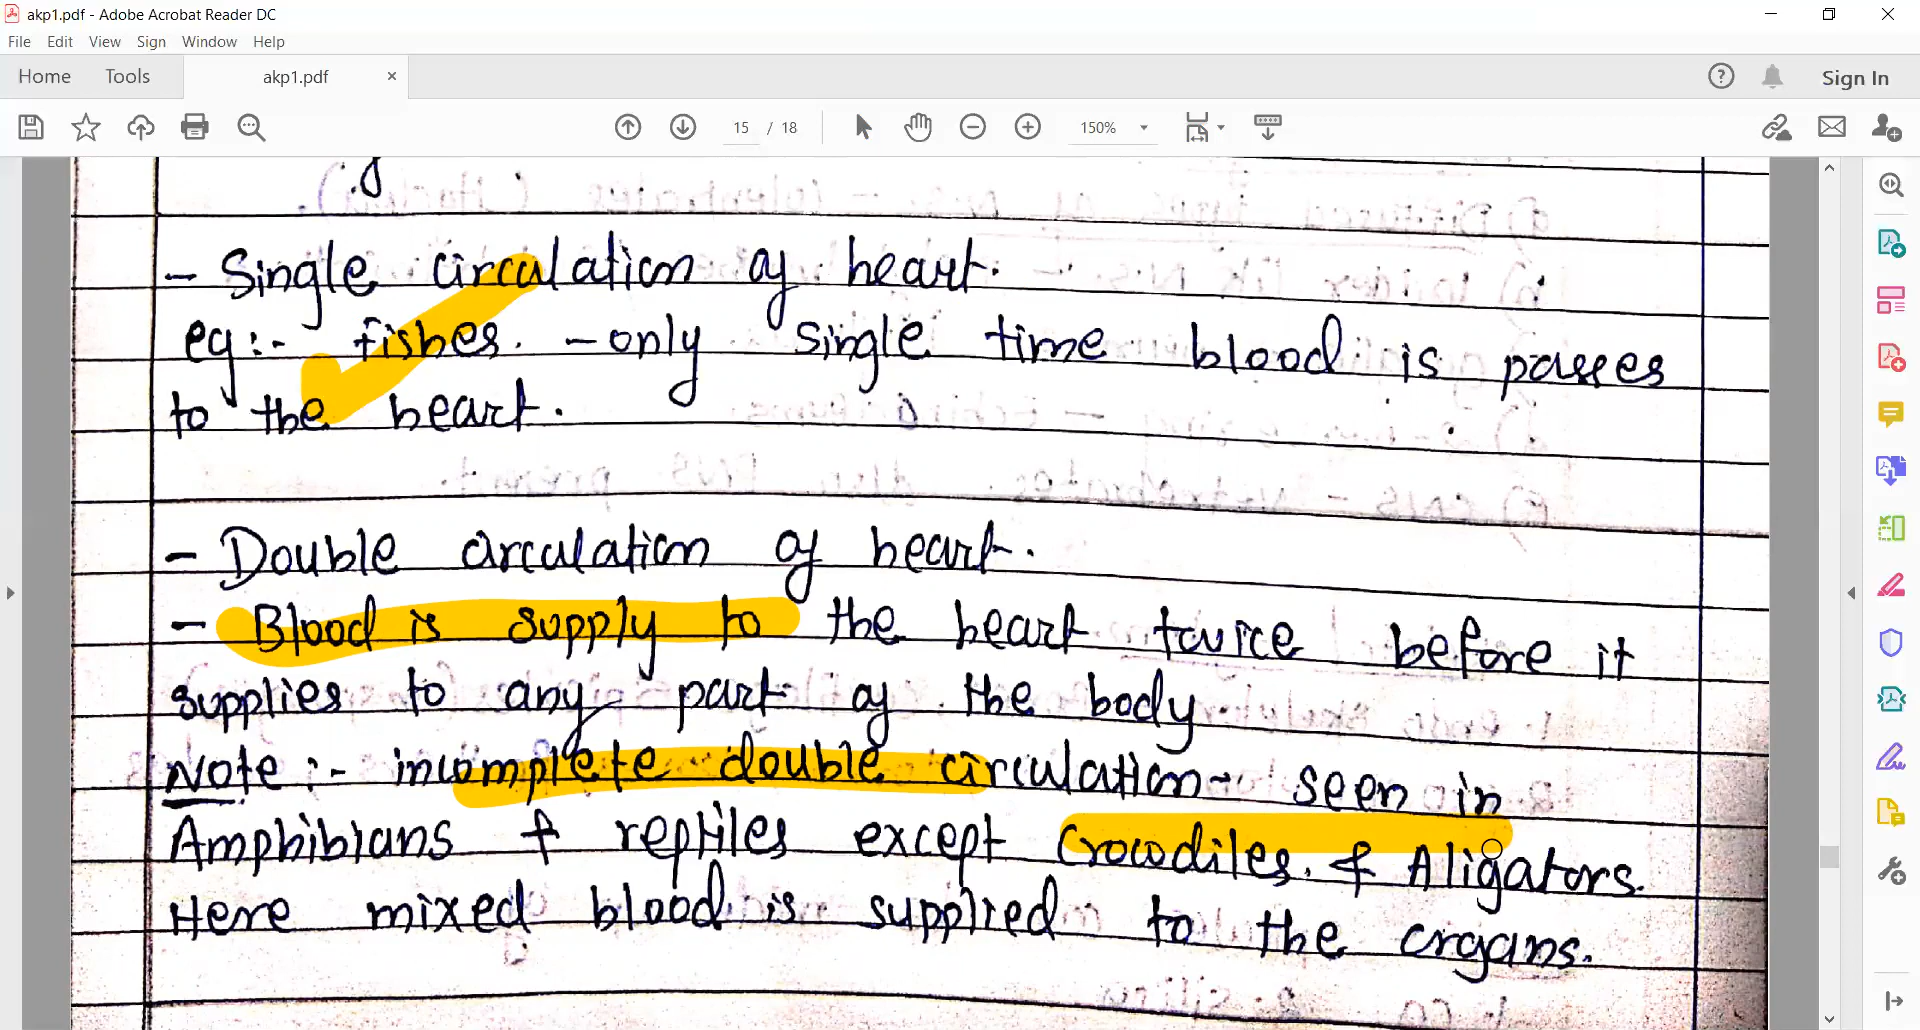 akp1.pdf - Adobe Acrobat Reader DC
File Edit View Sign Window Help
Home Tools akp1.pdf × Sign In
15 / 18 150%
- Single circulation of heart.
eg:- fishes. - only single time blood is passes
to the heart.
- Double circulation of heart.
- Blood is supply to the heart twice before it
supplies to any part of the body
Note :- incomplete double circulation - seen in
Amphibians & reptiles except Crocodiles. & Aligators.
Here mixed blood is supplied to the organs.